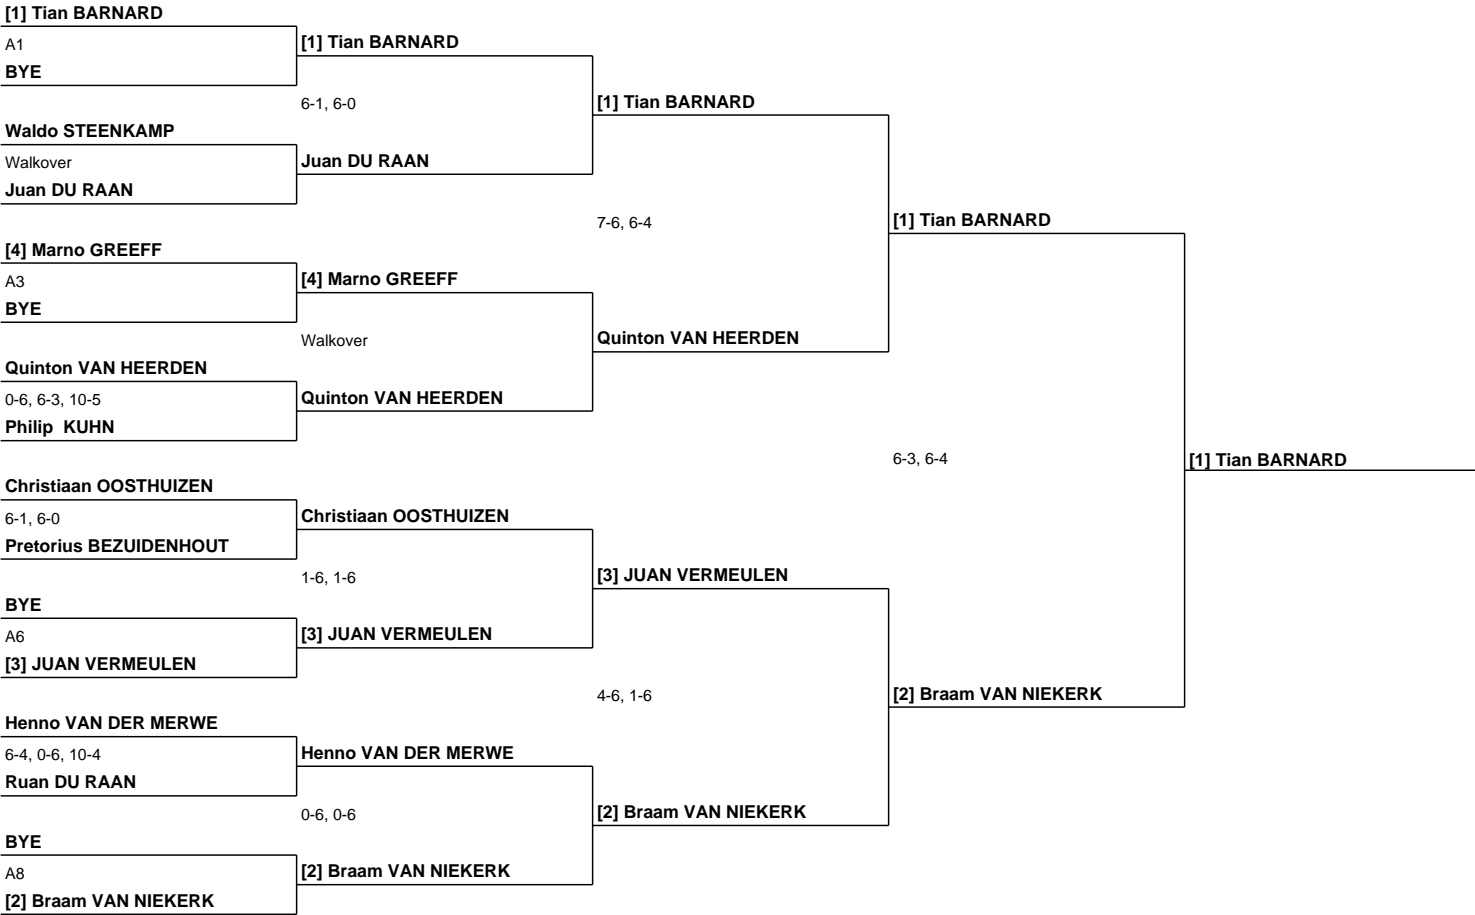 [1] Tian BARNARD
A1
BYE
Waldo STEENKAMP
Walkover
Juan DU RAAN
[4] Marno GREEFF
A3
BYE
Quinton VAN HEERDEN
0-6, 6-3, 10-5
Philip KUHN
Christiaan OOSTHUIZEN
6-1, 6-0
Pretorius BEZUIDENHOUT
BYE
A6
[3] JUAN VERMEULEN
Henno VAN DER MERWE
6-4, 0-6, 10-4
Ruan DU RAAN
BYE
A8
[2] Braam VAN NIEKERK
[1] Tian BARNARD
6-1, 6-0
Juan DU RAAN
[4] Marno GREEFF
Walkover
Quinton VAN HEERDEN
Christiaan OOSTHUIZEN
1-6, 1-6
[3] JUAN VERMEULEN
Henno VAN DER MERWE
0-6, 0-6
[2] Braam VAN NIEKERK
[1] Tian BARNARD
7-6, 6-4
Quinton VAN HEERDEN
[3] JUAN VERMEULEN
4-6, 1-6
[2] Braam VAN NIEKERK
[1] Tian BARNARD
6-3, 6-4
[2] Braam VAN NIEKERK
[1] Tian BARNARD